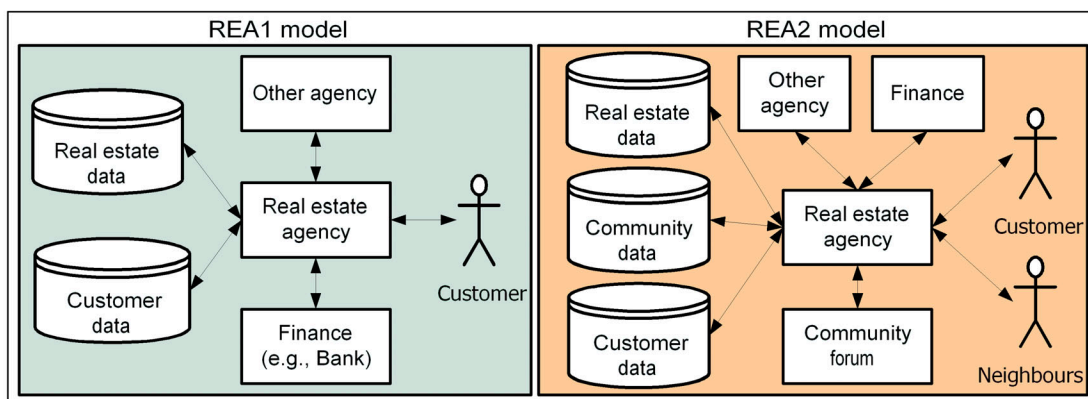 REA1 model
Other agency
Real estate
data
Real estate
agency
Customer
data
Customer
Finance
(e.g., Bank)
REA2 model
Real estate
data
Other
agency
Finance
Community
data
Real estate
agency
Customer
Customer
data
Community
forum
Neighbours